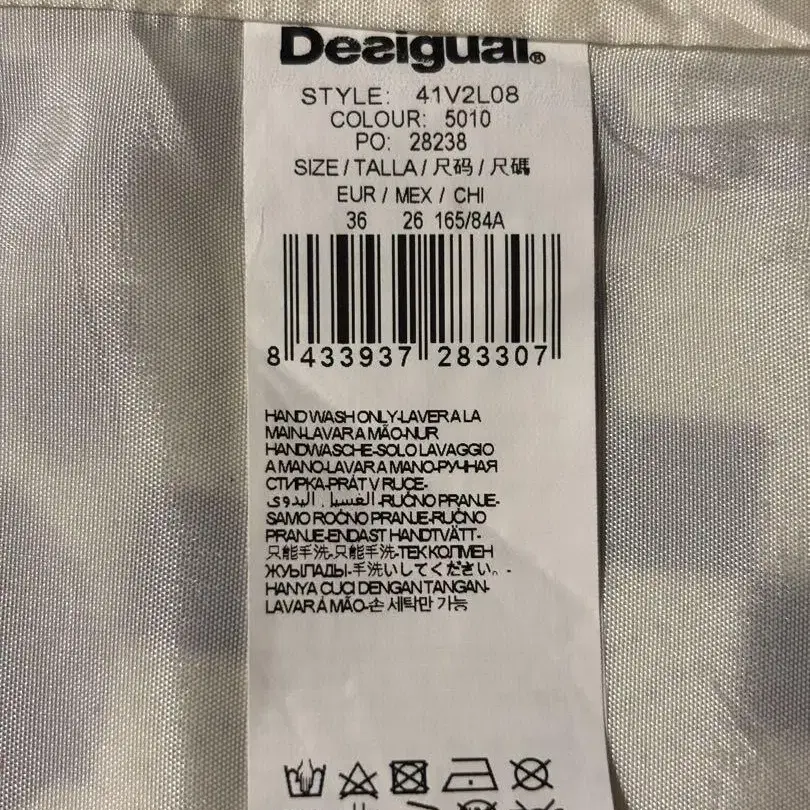 Desigual®
STYLE: 41V2L08
COLOUR: 5010
PO: 28238
SIZE / TALLA / 尺码 / 尺碼
EUR / MEX / CHI
36 26 165/84A
8 433937 283307
HAND WASH ONLY-LAVER A LA
MAIN-LAVAR A MÃO-NUR
HANDWASCHE-SOLO LAVAGGIO
A MANO-LAVAR A MANO-РУЧНАЯ
СТИРКА-PRÁT V RUCE-
-RUČNO PRANJE-
SAMO ROČNO PRANJE-RUČNO
PRANJE-ENDAST HANDTVÄTT-
只能手洗-只能手洗-ТЕК КОЛМЕН
ЖУЫЛАДЫ-手洗いしてください。-
HANYA CUCI DENGAN TANGAN-
LAVAR À MÃO-손 세탁만 가능